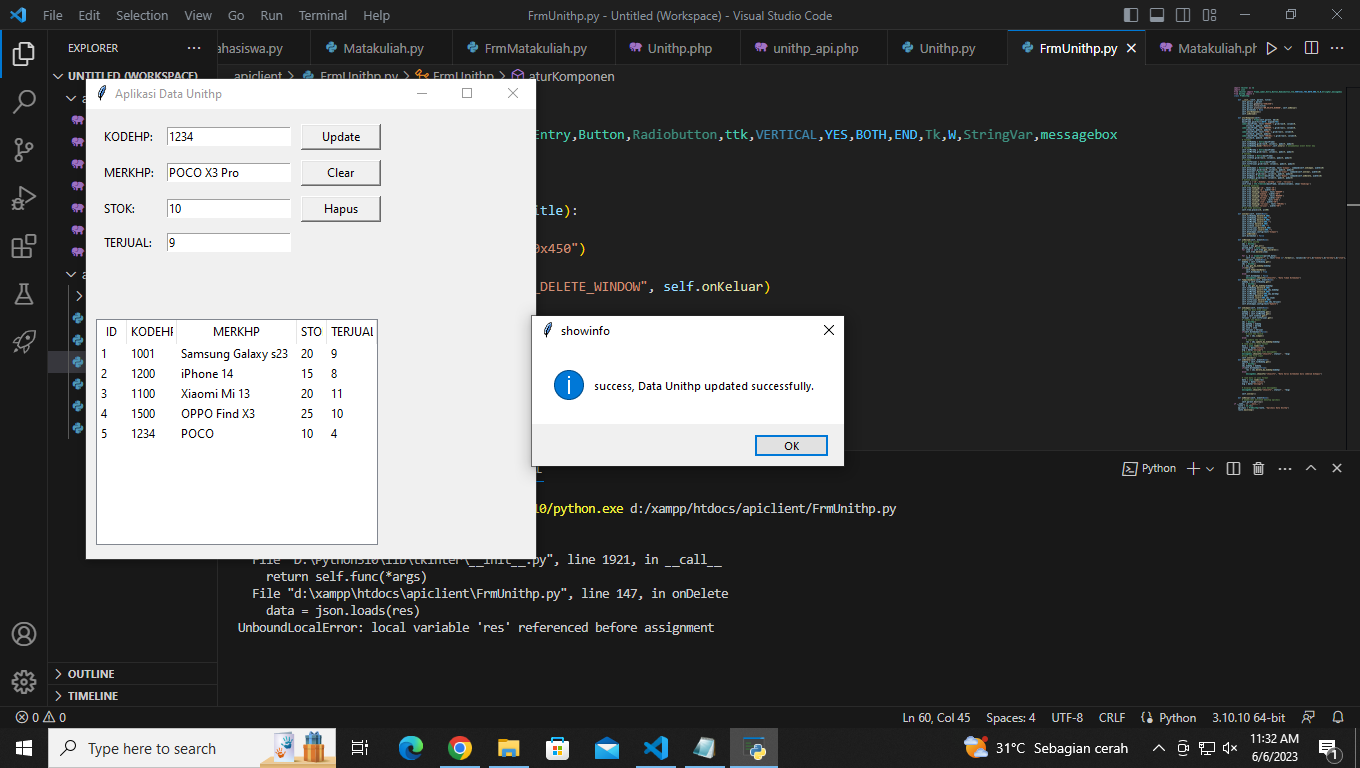 File Edit Selection View Go Run Terminal Help FrmUnithp.py - Untitled (Workspace) - Visual Studio Code
EXPLORER
ahasiswa.py Matakuliah.py FrmMatakuliah.py Unithp.php unithp_api.php Unithp.py FrmUnithp.py Matakuliah.ph
UNTITLED (WORKSPACE)
apiclient > FrmUnithp.py > FrmUnithp > aturKomponen
Aplikasi Data Unithp
KODEHP: 1234 Update
MERKHP: POCO X3 Pro Clear
STOK: 10 Hapus
TERJUAL: 9
ID KODEHP MERKHP STO TERJUAL
1 1001 Samsung Galaxy s23 20 9
2 1200 iPhone 14 15 8
3 1100 Xiaomi Mi 13 20 11
4 1500 OPPO Find X3 25 10
5 1234 POCO 10 4
Entry,Button,Radiobutton,ttk,VERTICAL,YES,BOTH,END,Tk,W,StringVar,messagebox
itle):
0x450")
_DELETE_WINDOW", self.onKeluar)
showinfo
success, Data Unithp updated successfully.
OK
Python
10/python.exe d:/xampp/htdocs/apiclient/FrmUnithp.py
File "D:\Python310\lib\tkinter\__init__.py", line 1921, in __call__
return self.func(*args)
File "d:\xampp\htdocs\apiclient\FrmUnithp.py", line 147, in onDelete
data = json.loads(res)
UnboundLocalError: local variable 'res' referenced before assignment
OUTLINE
TIMELINE
0 0 Ln 60, Col 45 Spaces: 4 UTF-8 CRLF Python 3.10.10 64-bit
Type here to search
31°C Sebagian cerah
11:32 AM
6/6/2023
1